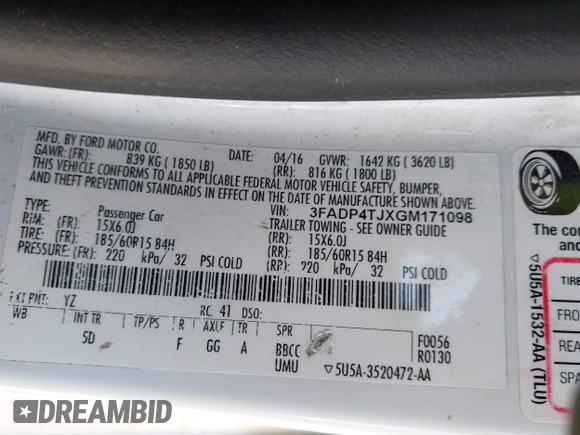 MFD. BY FORD MOTOR CO.
DATE: 04/16 GVWR: 1642 KG ( 3620 LB)
GAWR: (FR): 839 KG ( 1850 LB) (RR): 816 KG ( 1800 LB)
THIS VEHICLE CONFORMS TO ALL APPLICABLE FEDERAL MOTOR VEHICLE SAFETY, BUMPER,
AND THEFT PREVENTION STANDARDS IN EFFECT ON THE DATE OF MANUFACTURE SHOWN ABOVE.
VIN: 3FADP4TJXGM171098
TYPE: Passenger Car TRAILER TOWING - SEE OWNER GUIDE
RIM: 15X6.0J (RR): 15X6.0J
TIRE: (FR): 185/60R15 84H (RR): 185/60R15 84H
PRESSURE: (FR): 220 kPa/ 32 PSI COLD (RR): 220 kPa/ 32 PSI COLD
EXT PNT: YZ RC: 41 DSO:
WB INT TR TP/PS R AXLE TR SPR
5D F GG A BBCC
UMU
F0056
R0130
▽5U5A-3520472-AA
▽5U5A-1532-AA (TLU)
The co
and
TIRE
FRO
REA
SPA
AUTOBIDMASTER
DREAMBID